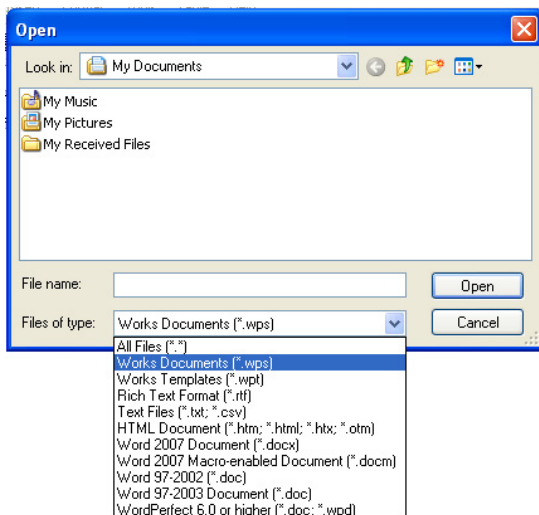 Open
Look in: My Documents
My Music
My Pictures
My Received Files
File name: Open
Files of type: Works Documents (*.wps) Cancel
All Files (*.*)
Works Documents (*.wps)
Works Templates (*.wpt)
Rich Text Format (*.rtf)
Text Files (*.txt; *.csv)
HTML Document (*.htm; *.html; *.htx; *.otm)
Word 2007 Document (*.docx)
Word 2007 Macro-enabled Document (*.docm)
Word 97-2002 (*.doc)
Word 97-2003 Document (*.doc)
WordPerfect 6.0 or higher (*.doc; *.wpd)